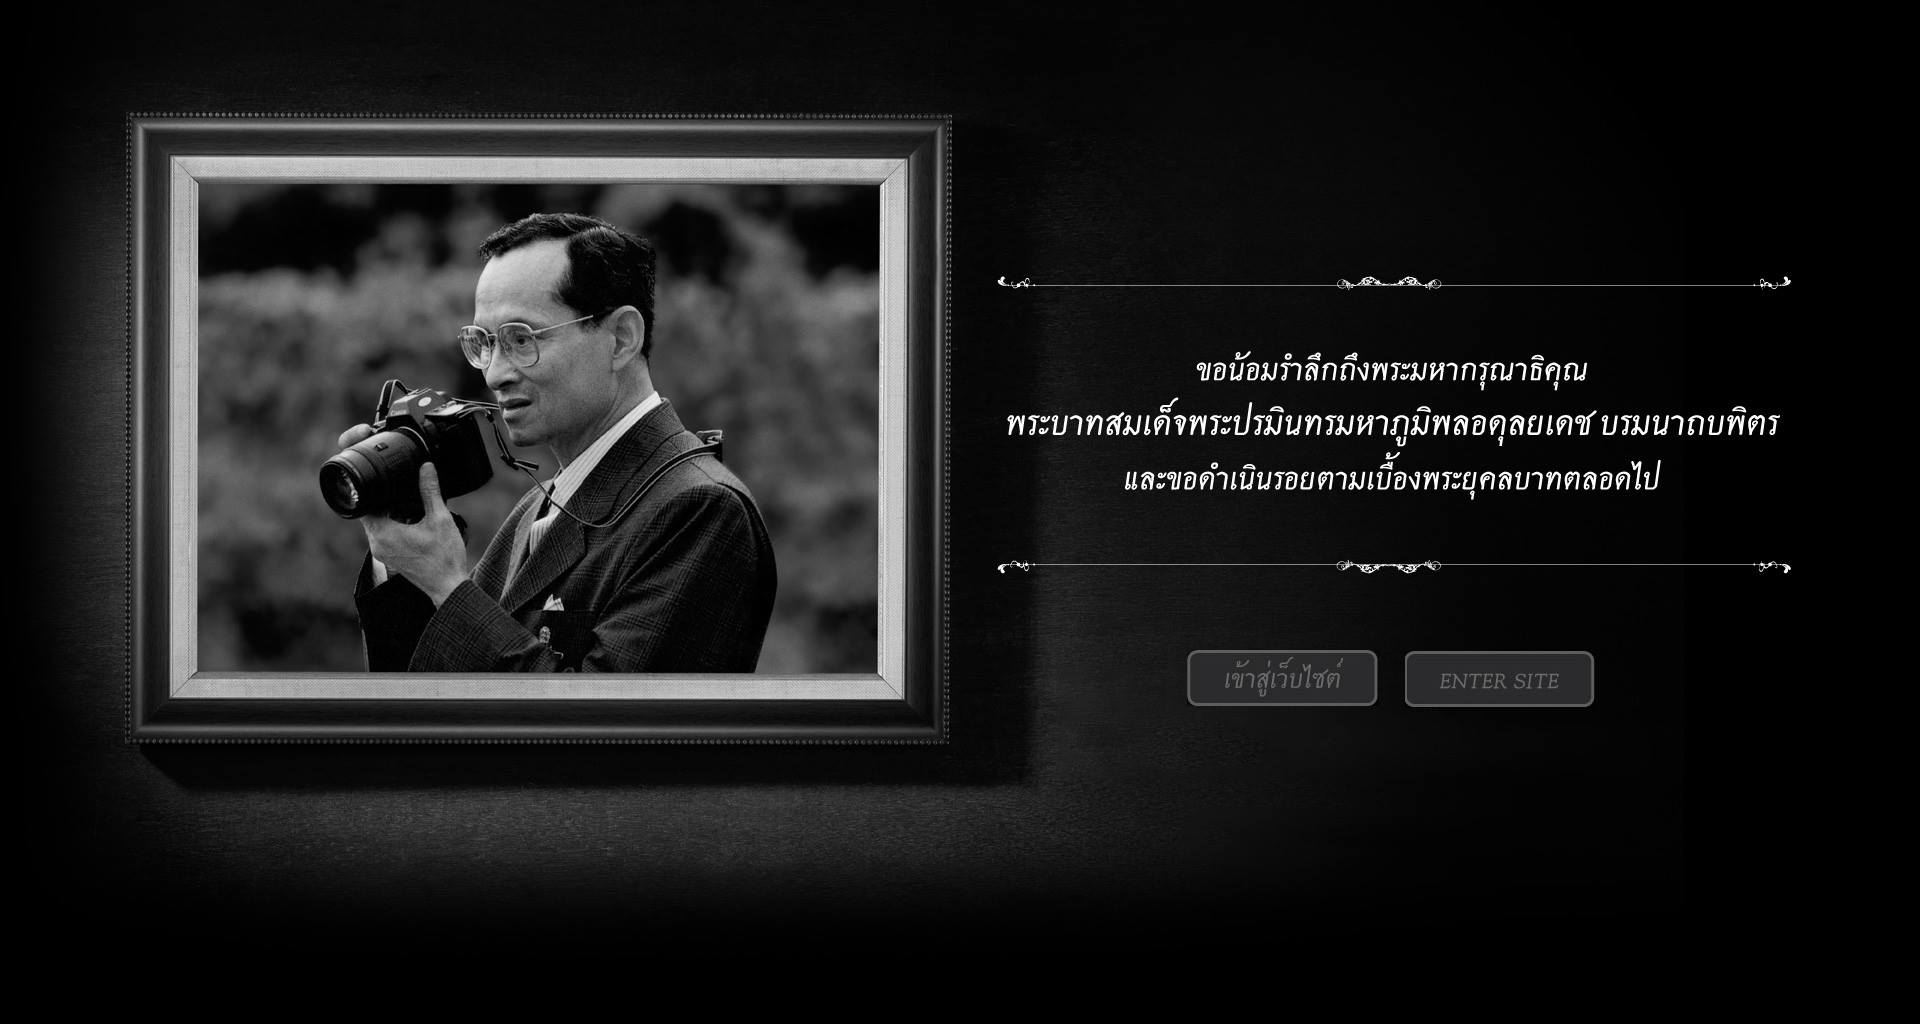 ขอน้อมรำลึกถึงพระมหากรุณาธิคุณ
พระบาทสมเด็จพระปรมินทรมหาภูมิพลอดุลยเดช บรมนาถบพิตร
และขอดำเนินรอยตามเบื้องพระยุคลบาทตลอดไป
เข้าสู่เว็บไซต์
ENTER SITE